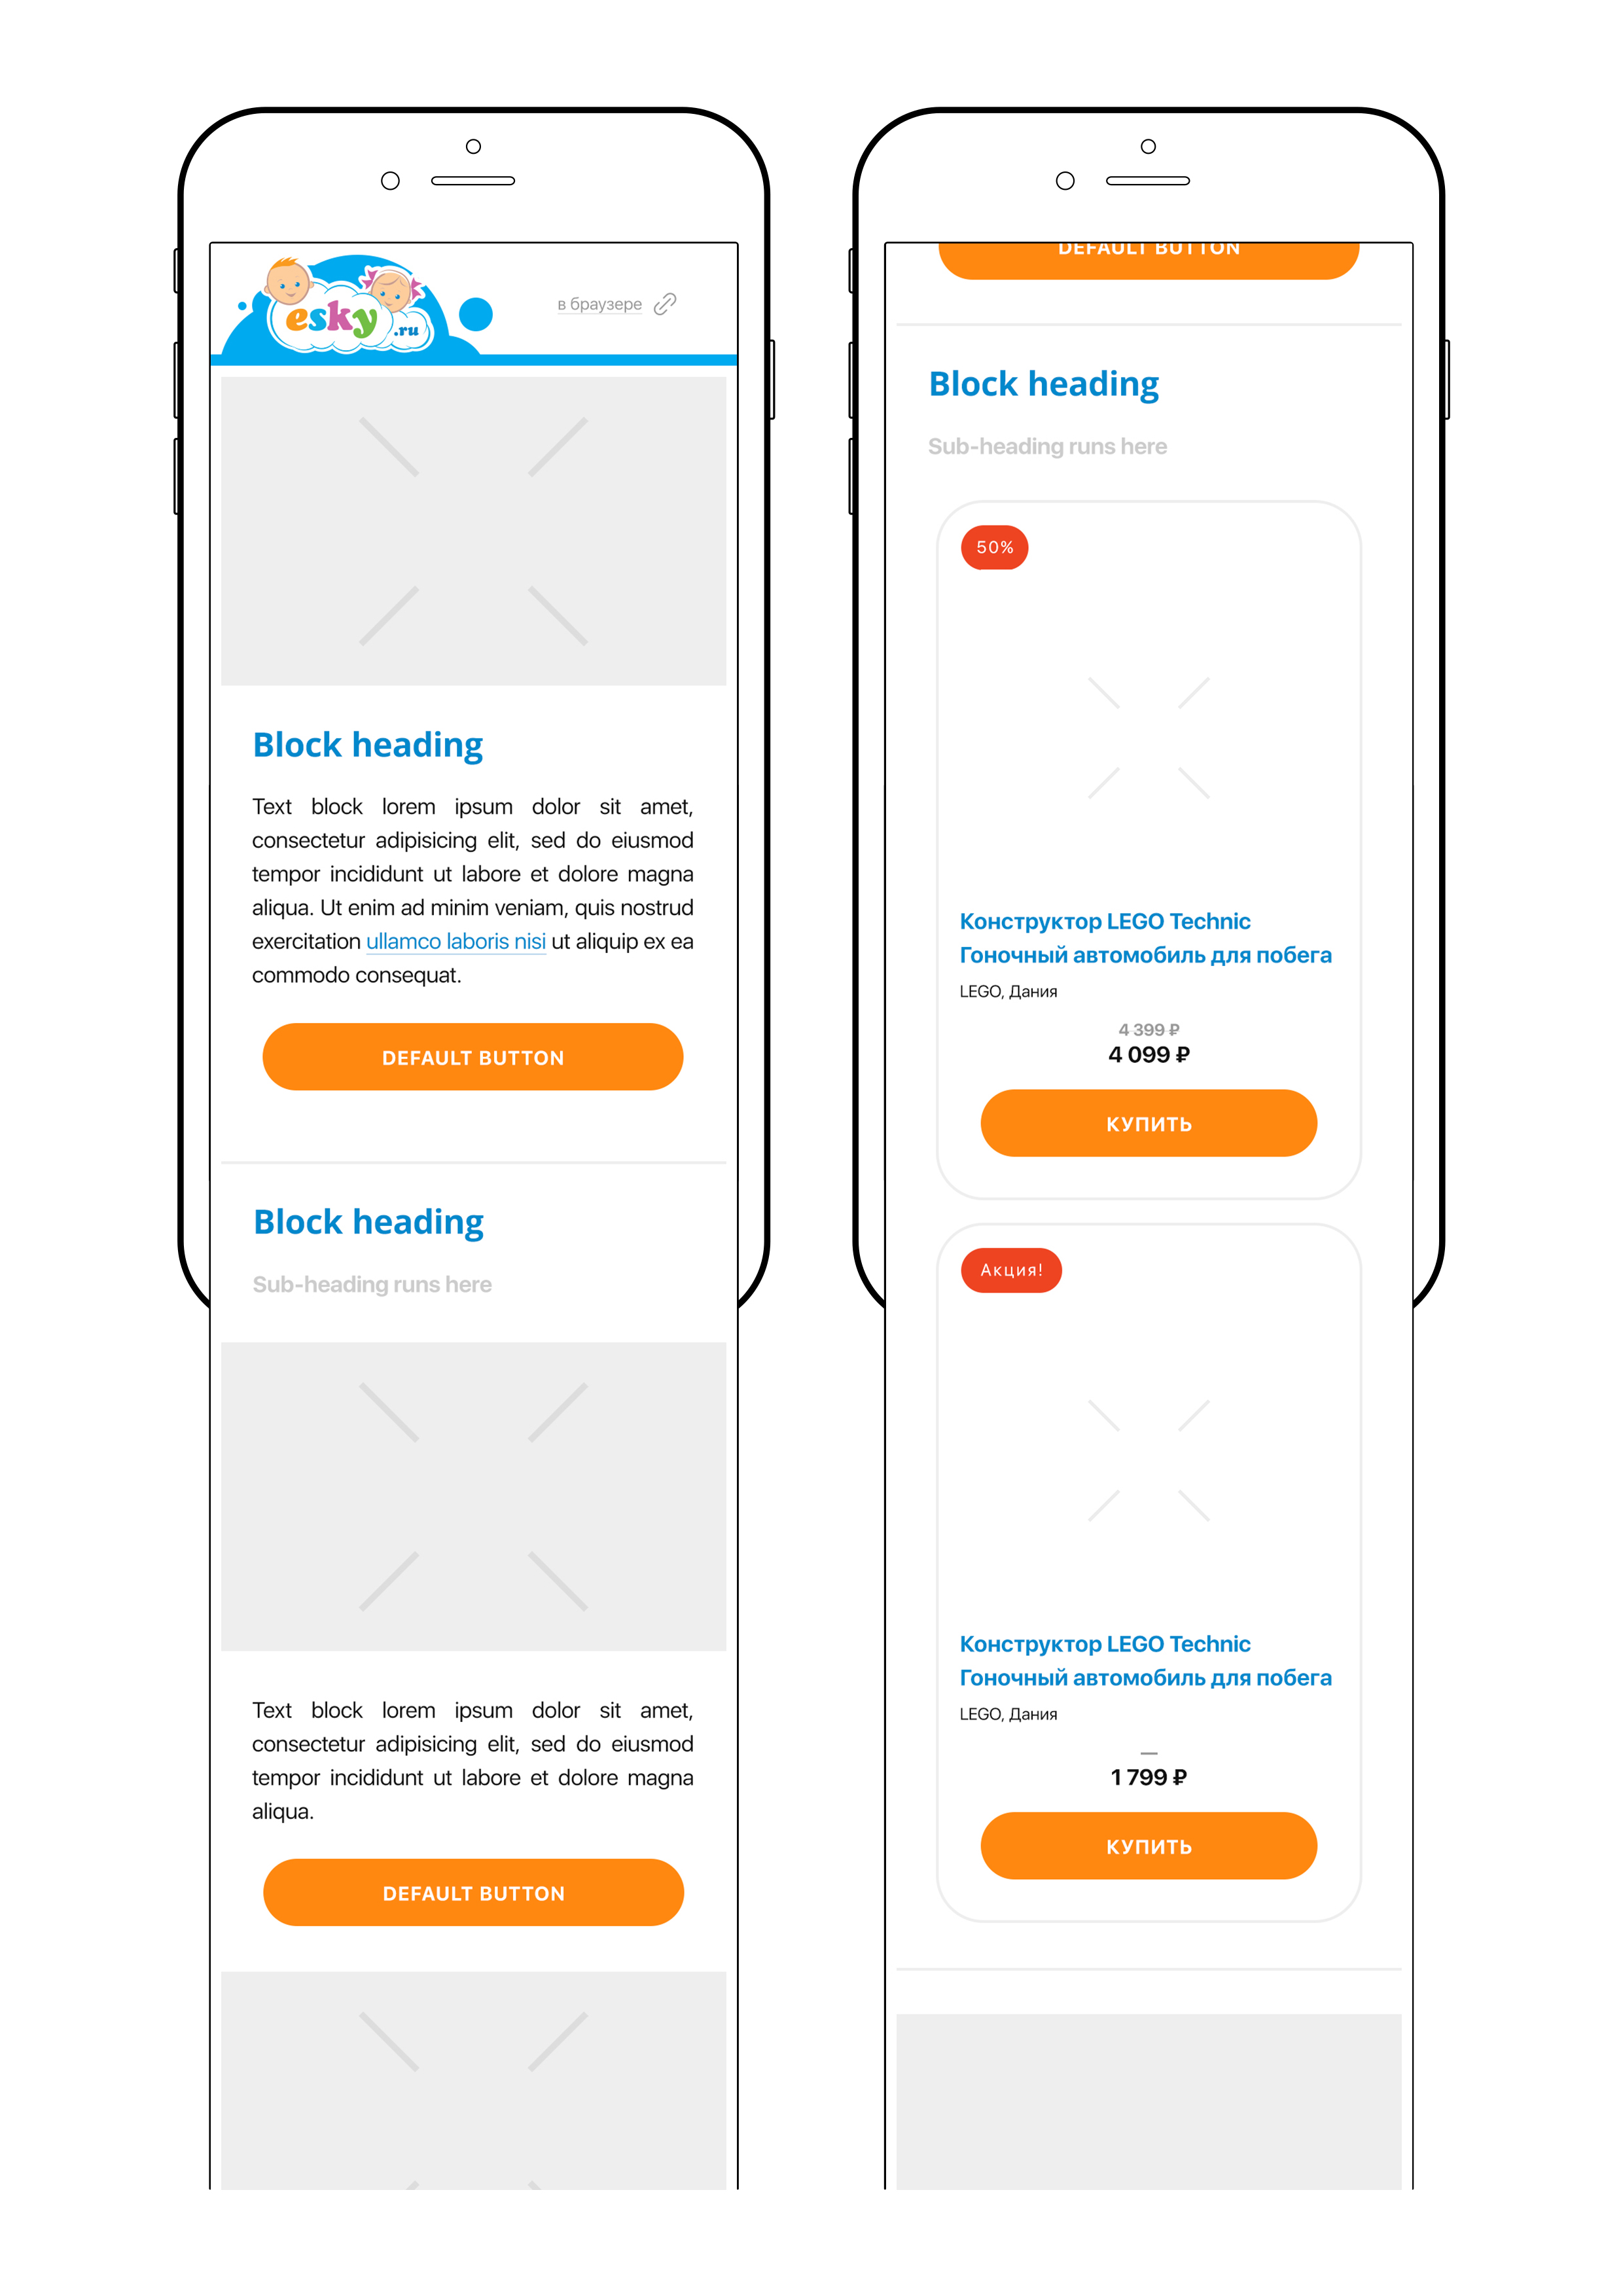 esky.ru
в браузере
Block heading
Text block lorem ipsum dolor sit amet,
consectetur adipisicing elit, sed do eiusmod
tempor incididunt ut labore et dolore magna
aliqua. Ut enim ad minim veniam, quis nostrud
exercitation ullamco laboris nisi ut aliquip ex ea
commodo consequat.
DEFAULT BUTTON
Block heading
Sub-heading runs here
Text block lorem ipsum dolor sit amet,
consectetur adipisicing elit, sed do eiusmod
tempor incididunt ut labore et dolore magna
aliqua.
DEFAULT BUTTON
DEFAULT BUTTON
Block heading
Sub-heading runs here
50%
Конструктор LEGO Technic
Гоночный автомобиль для побега
LEGO, Дания
4 399 ₽
4 099 ₽
КУПИТЬ
Акция!
Конструктор LEGO Technic
Гоночный автомобиль для побега
LEGO, Дания
—
1 799 ₽
КУПИТЬ